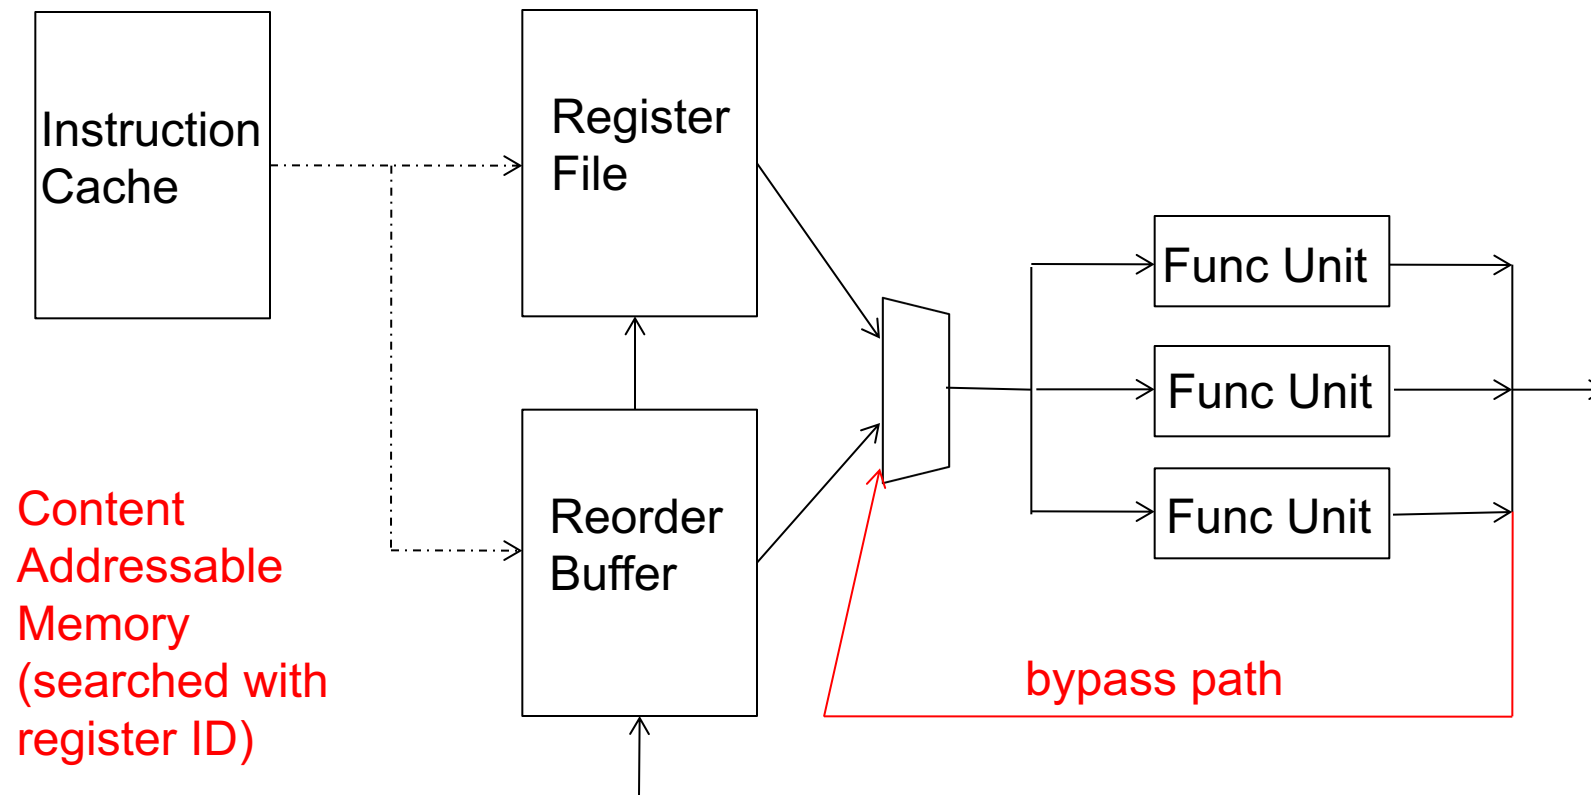 Instruction
Cache
Register
File
Func Unit
Func Unit
Func Unit
Reorder
Buffer
Content
Addressable
Memory
(searched with
register ID)
bypass path